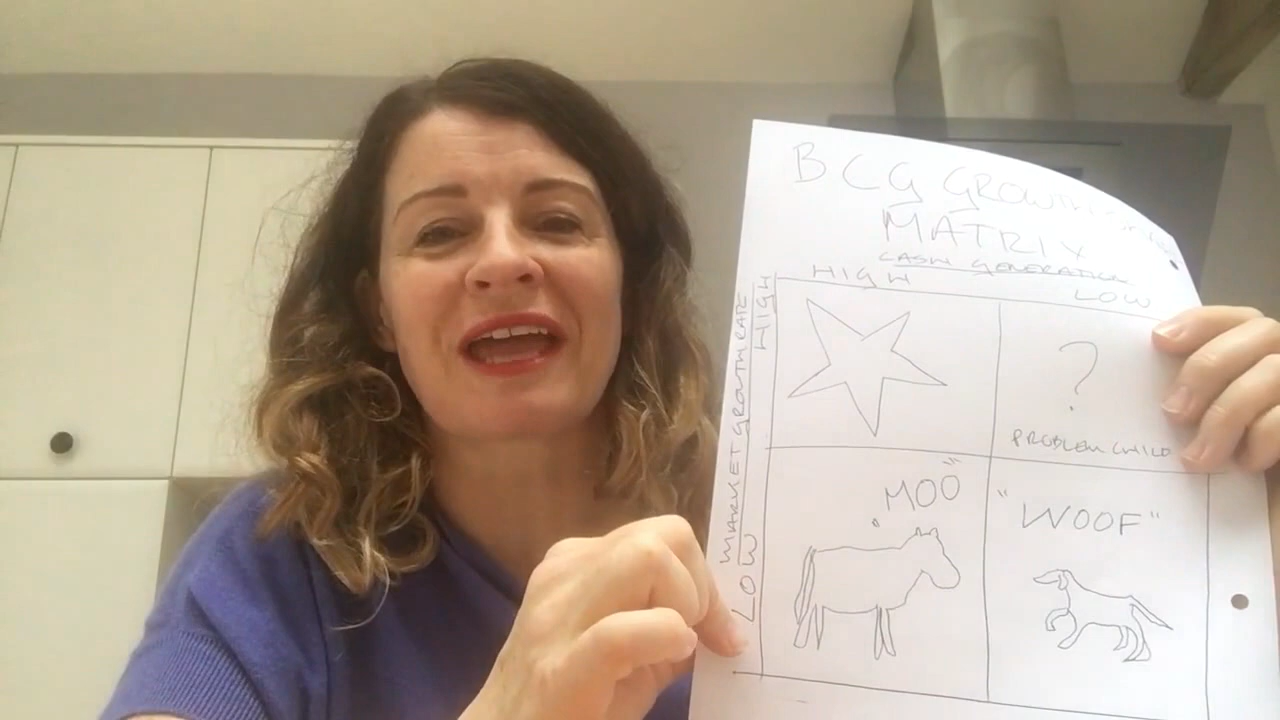 BCG GROWTH
MATRIX
CASH GENERATION
HIGH
LOW
HIGH
MARKET GROWTH RATE
LOW
?
PROBLEM CHILD
"MOO"
"WOOF"